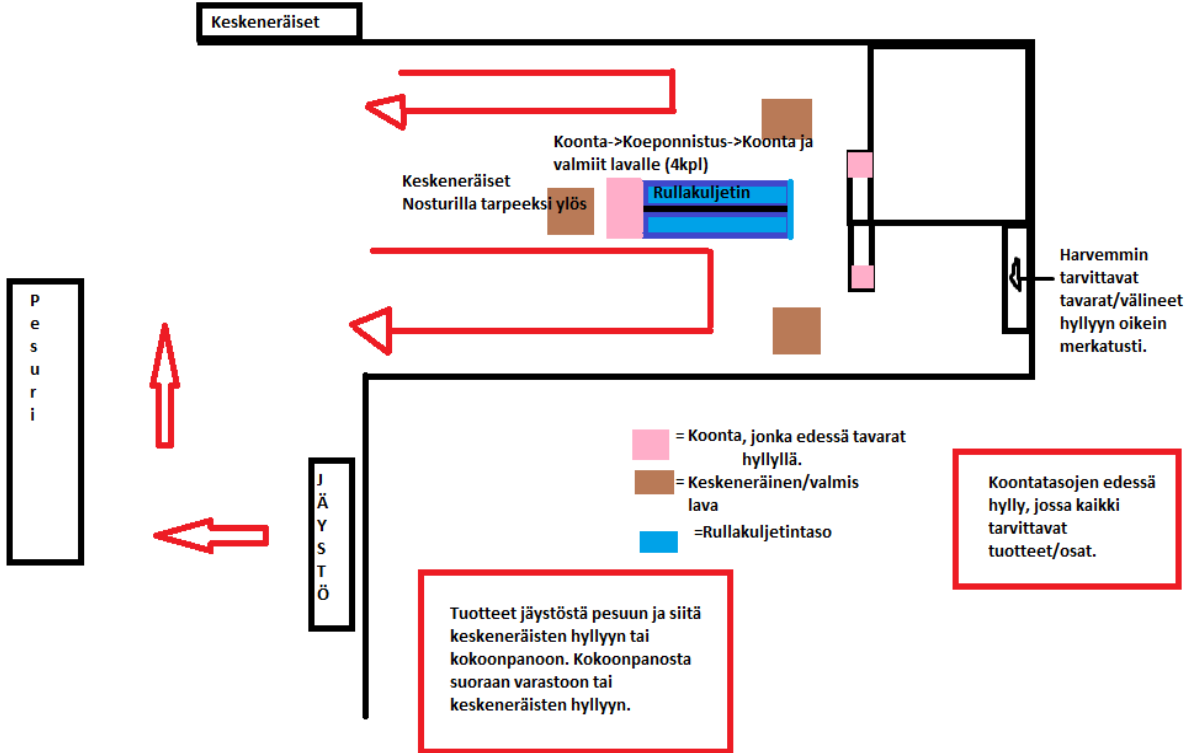 Keskeneräiset
Koonta->Koeponnistus->Koonta ja
valmiit lavalle (4kpl)
Keskeneräiset
Nosturilla tarpeeksi ylös
Rullakuljetin
Harvemmin
tarvittavat
tavarat/välineet
hyllyyn oikein
merkatusti.
Pesuri
JÄYSTÖ
= Koonta, jonka edessä tavarat
hyllyllä.
= Keskeneräinen/valmis
lava
=Rullakuljetintaso
Koontatasojen edessä
hylly, jossa kaikki
tarvittavat
tuotteet/osat.
Tuotteet jäystöstä pesuun ja siitä
keskeneräisten hyllyyn tai
kokoonpanoon. Kokoonpanosta
suoraan varastoon tai
keskeneräisten hyllyyn.